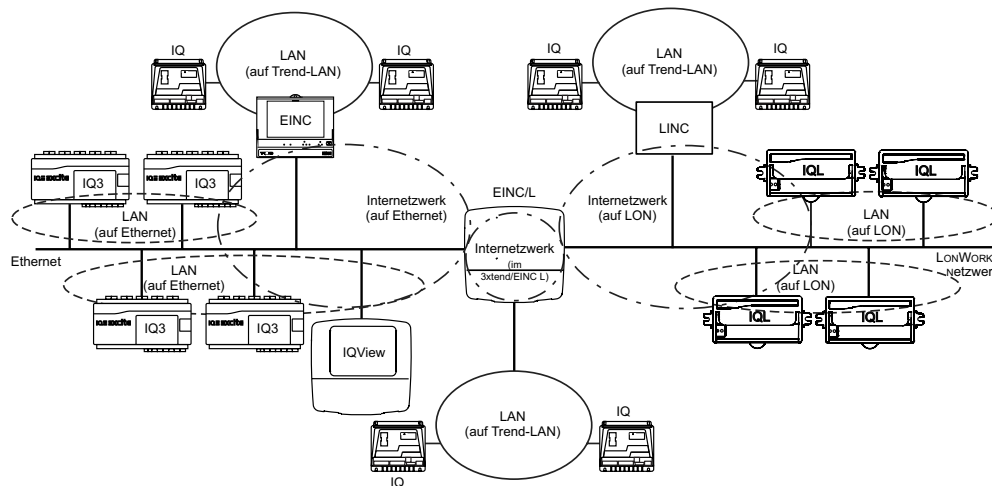 IQ
LAN
(auf Trend-LAN)
IQ
EINC
IQ
LAN
(auf Trend-LAN)
IQ
LINC
IQ3
IQ3
LAN
(auf Ethernet)
Internetzwerk
(auf Ethernet)
EINC/L
Internetzwerk
(auf LON)
IQL
IQL
LAN
(auf LON)
Ethernet
Internetzwerk
(im
3xtend/EINC L)
LONWORK
netzwer
LAN
(auf Ethernet)
LAN
(auf LON)
IQ3
IQ3
IQView
IQL
IQL
LAN
(auf Trend-LAN)
IQ
IQ